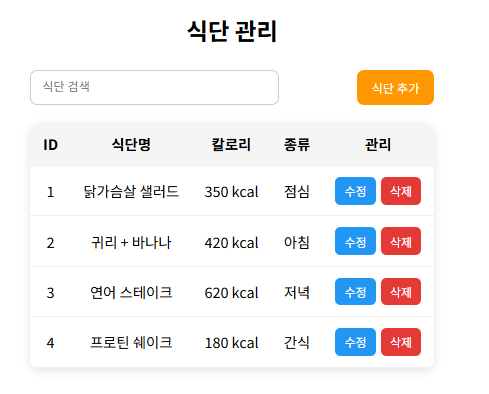 식단 관리
식단 검색 식단 추가
ID 식단명 칼로리 종류 관리
1 닭가슴살 샐러드 350 kcal 점심 수정 삭제
2 귀리 + 바나나 420 kcal 아침 수정 삭제
3 연어 스테이크 620 kcal 저녁 수정 삭제
4 프로틴 쉐이크 180 kcal 간식 수정 삭제